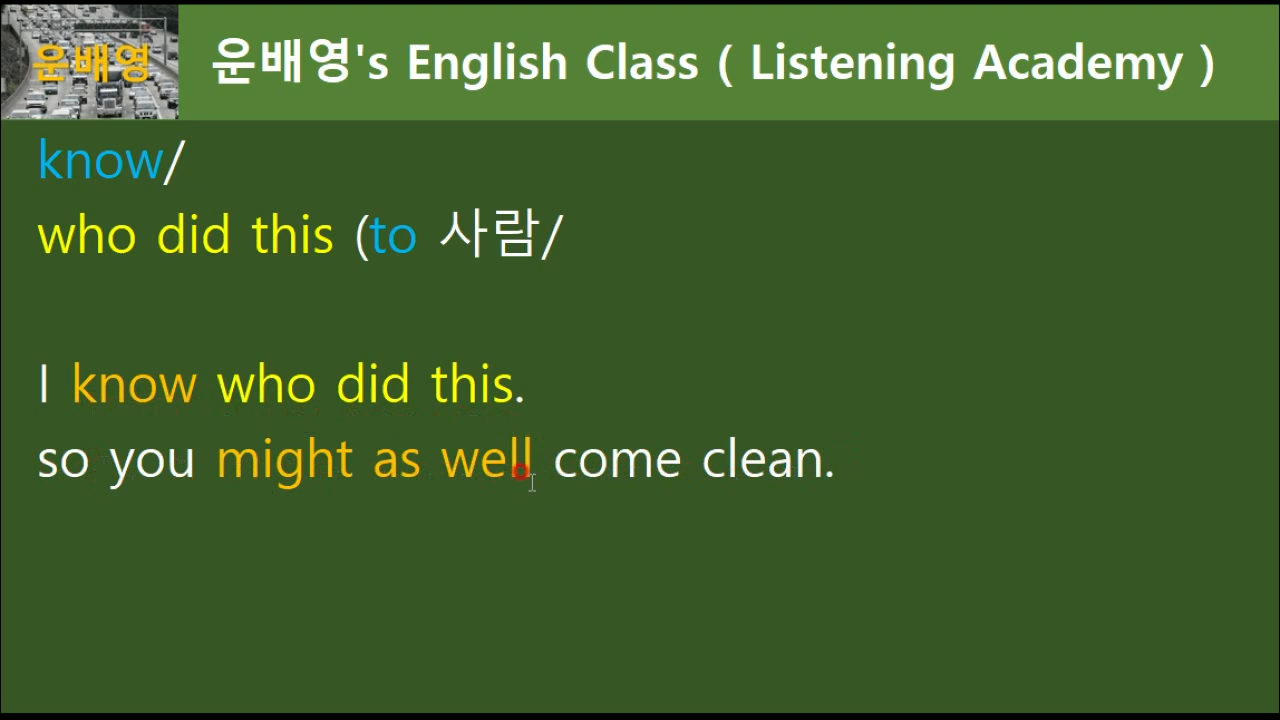 운배영
운배영's English Class ( Listening Academy )
know/
who did this (to 사람/
I know who did this.
so you might as well come clean.